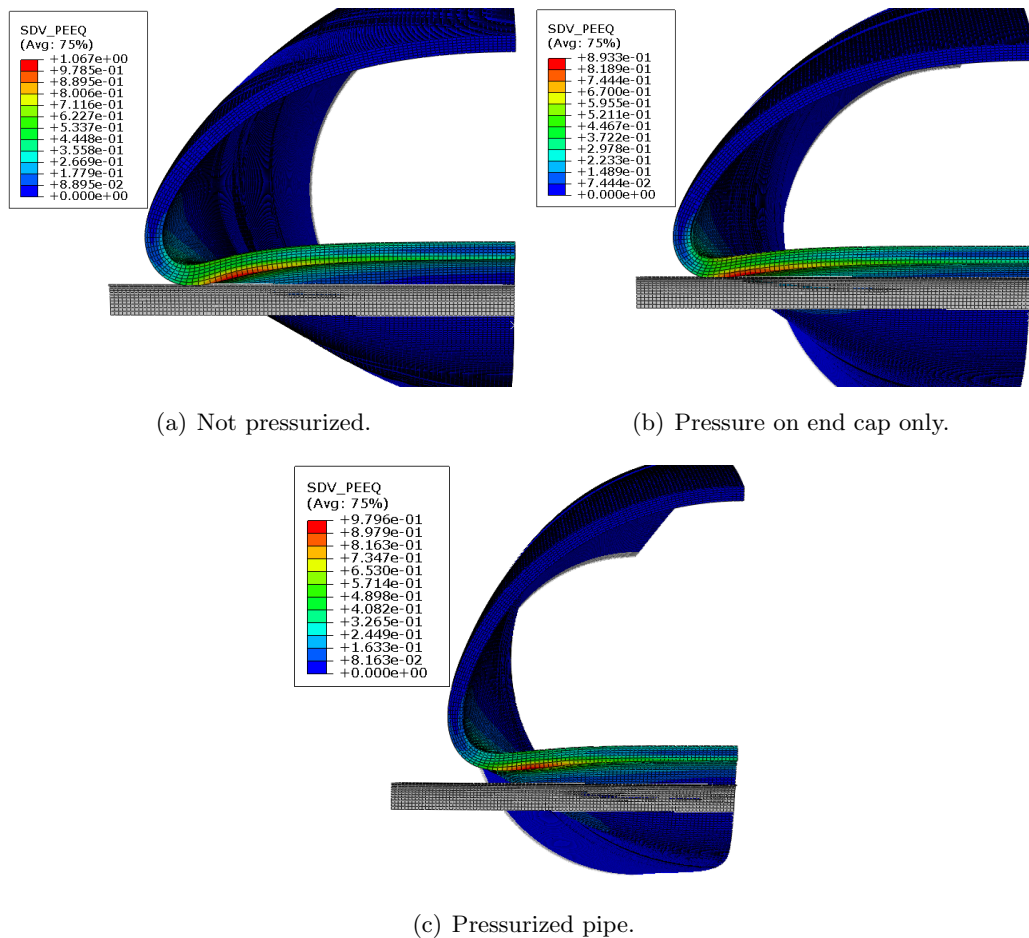 SDV_PEEQ
(Avg: 75%)
+1.067e+00
+9.785e-01
+8.895e-01
+8.006e-01
+7.116e-01
+6.227e-01
+5.337e-01
+4.448e-01
+3.558e-01
+2.669e-01
+1.779e-01
+8.895e-02
+0.000e+00
SDV_PEEQ
(Avg: 75%)
+8.933e-01
+8.189e-01
+7.444e-01
+6.700e-01
+5.955e-01
+5.211e-01
+4.467e-01
+3.722e-01
+2.978e-01
+2.233e-01
+1.489e-01
+7.444e-02
+0.000e+00
(a) Not pressurized.
(b) Pressure on end cap only.
SDV_PEEQ
(Avg: 75%)
+9.796e-01
+8.979e-01
+8.163e-01
+7.347e-01
+6.530e-01
+5.714e-01
+4.898e-01
+4.082e-01
+3.265e-01
+2.449e-01
+1.633e-01
+8.163e-02
+0.000e+00
(c) Pressurized pipe.